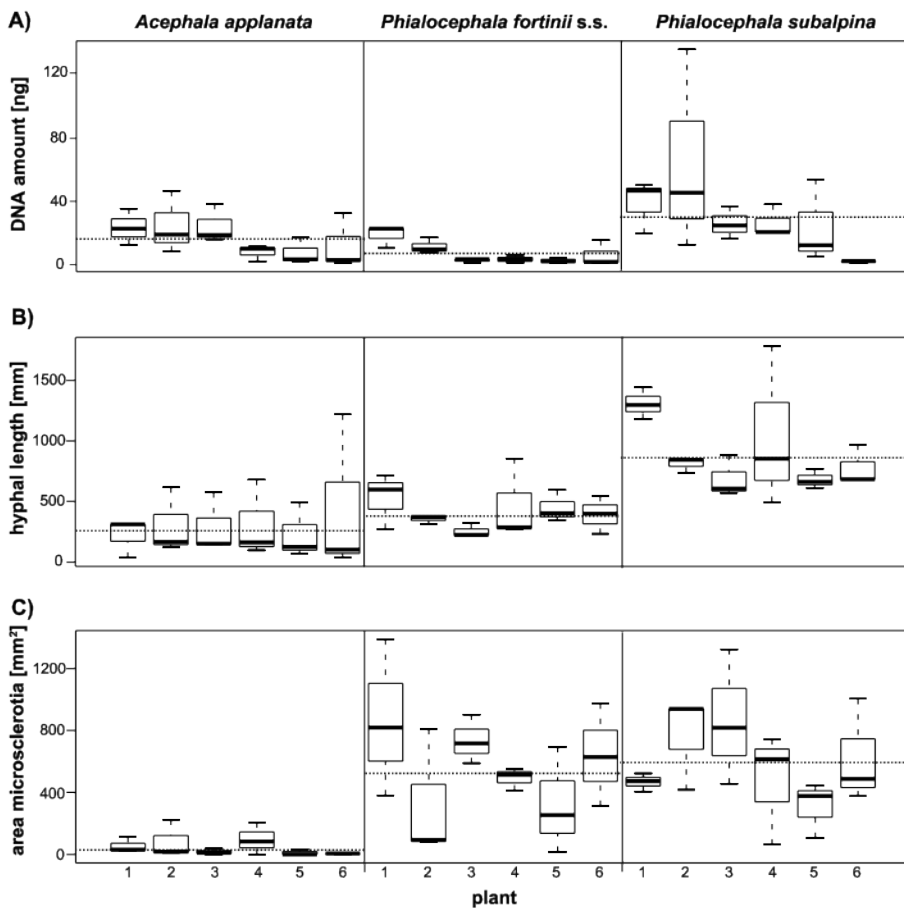 A)
Acephala applanata Phialocephala fortinii s.s. Phialocephala subalpina
DNA amount [ng]
120
80
40
0
B)
hyphal length [mm]
1500
1000
500
0
C)
area microsclerotia [mm²]
1200
800
400
0
1 2 3 4 5 6 1 2 3 4 5 6 1 2 3 4 5 6
plant